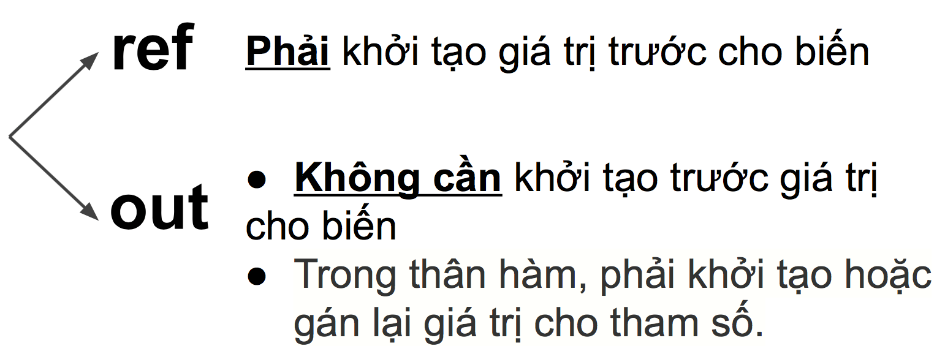 ref Phải khởi tạo giá trị trước cho biến
out
● Không cần khởi tạo trước giá trị
cho biến
● Trong thân hàm, phải khởi tạo hoặc
gán lại giá trị cho tham số.